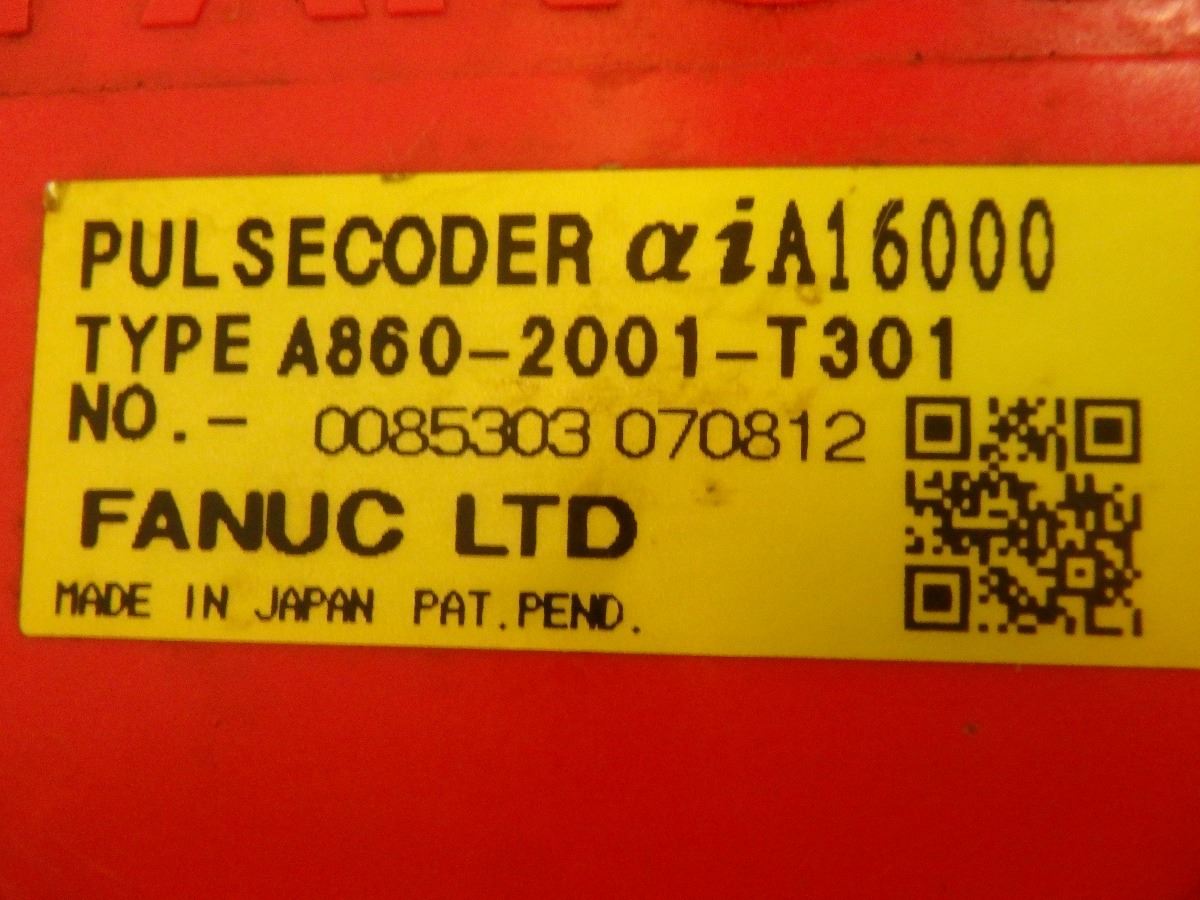 PULSECODER αiA16000
TYPE A860-2001-T301
NO.- 0085303 070812
FANUC LTD
MADE IN JAPAN PAT.PEND.